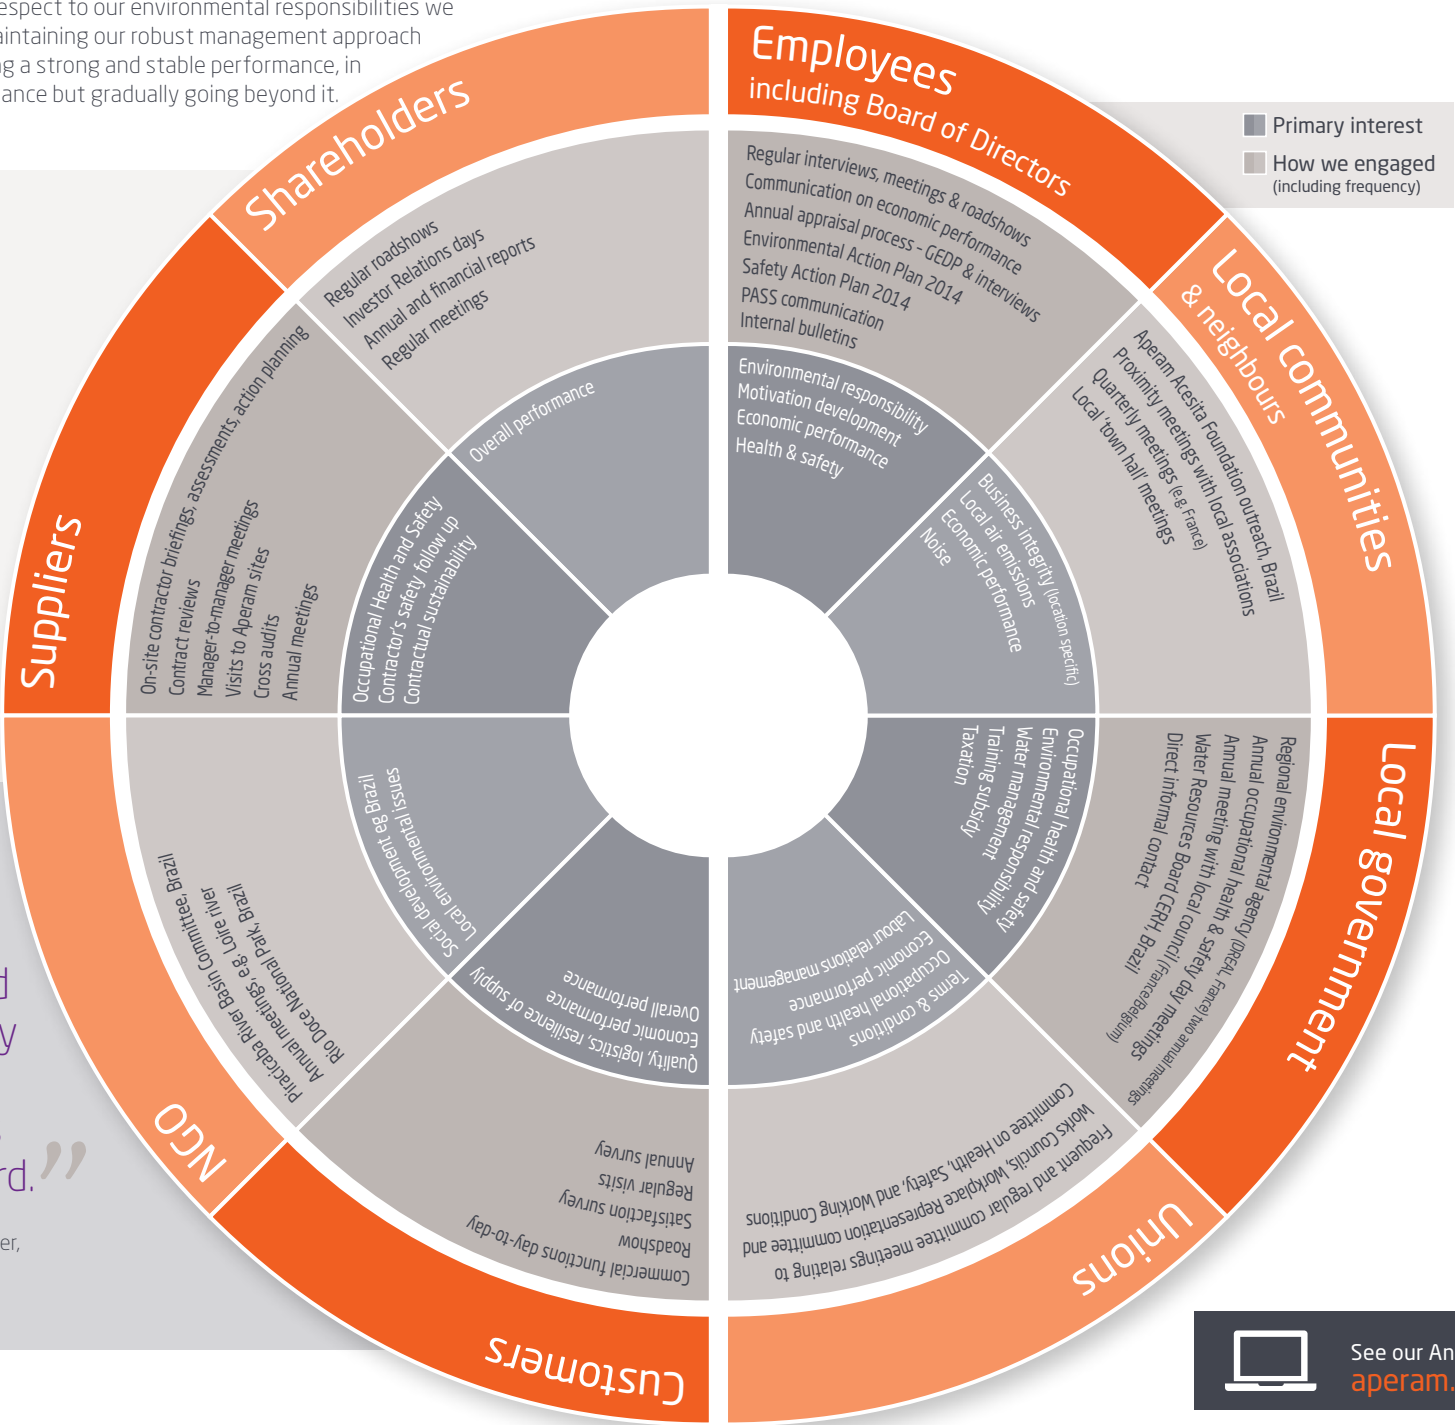 espect to our environmental responsibilities we
aintaining our robust management approach
g a strong and stable performance, in
ance but gradually going beyond it.
Primary interest
How we engaged
(including frequency)
Employees
including Board of Directors
Regular interviews, meetings & roadshows
Communication on economic performance
Annual appraisal process – GEDP & interviews
Environmental Action Plan 2014
Safety Action Plan 2014
PASS communication
Internal bulletins
Environmental responsibility
Motivation development
Economic performance
Health & safety
Local communities
& neighbours
Aperam Acesita Foundation outreach, Brazil
Proximity meetings with local associations
Quarterly meetings (e.g. France)
Local 'town hall' meetings
Business integrity (location specific)
Local air emissions
Economic performance
Noise
Local government
Regional environmental agency (DREAL, France) two annual meetings
Annual occupational health & safety day meetings
Annual meeting with local council (France/Belgium)
Water Resources Board CERH, Brazil
Direct informal contact
Occupational health and safety
Environmental responsibility
Water management
Training subsidy
Taxation
Unions
Frequent and regular committee meetings relating to
Works Councils, Workplace Representation committee and
Committee on Health, Safety, and Working Conditions
Terms & conditions
Occupational health and safety
Economic performance
Labour relations management
Customers
Commercial functions day-to-day
Roadshow
Satisfaction survey
Regular visits
Annual survey
Quality, logistics, resilience of supply
Economic performance
Overall performance
NGO
Piracicaba River Basin Committee, Brazil
Annual meetings, e.g. Loire river
Rio Doce National Park, Brazil
Social development eg Brazil
Local environmental issues
Suppliers
On-site contractor briefings, assessments, action planning
Contract reviews
Manager-to-manager meetings
Visits to Aperam sites
Cross audits
Annual meetings
Occupational Health and Safety
Contractor's safety follow up
Contractual sustainability
Shareholders
Regular roadshows
Investor Relations days
Annual and financial reports
Regular meetings
Overall performance
d
y
rd.”
er,
See our An
aperam.